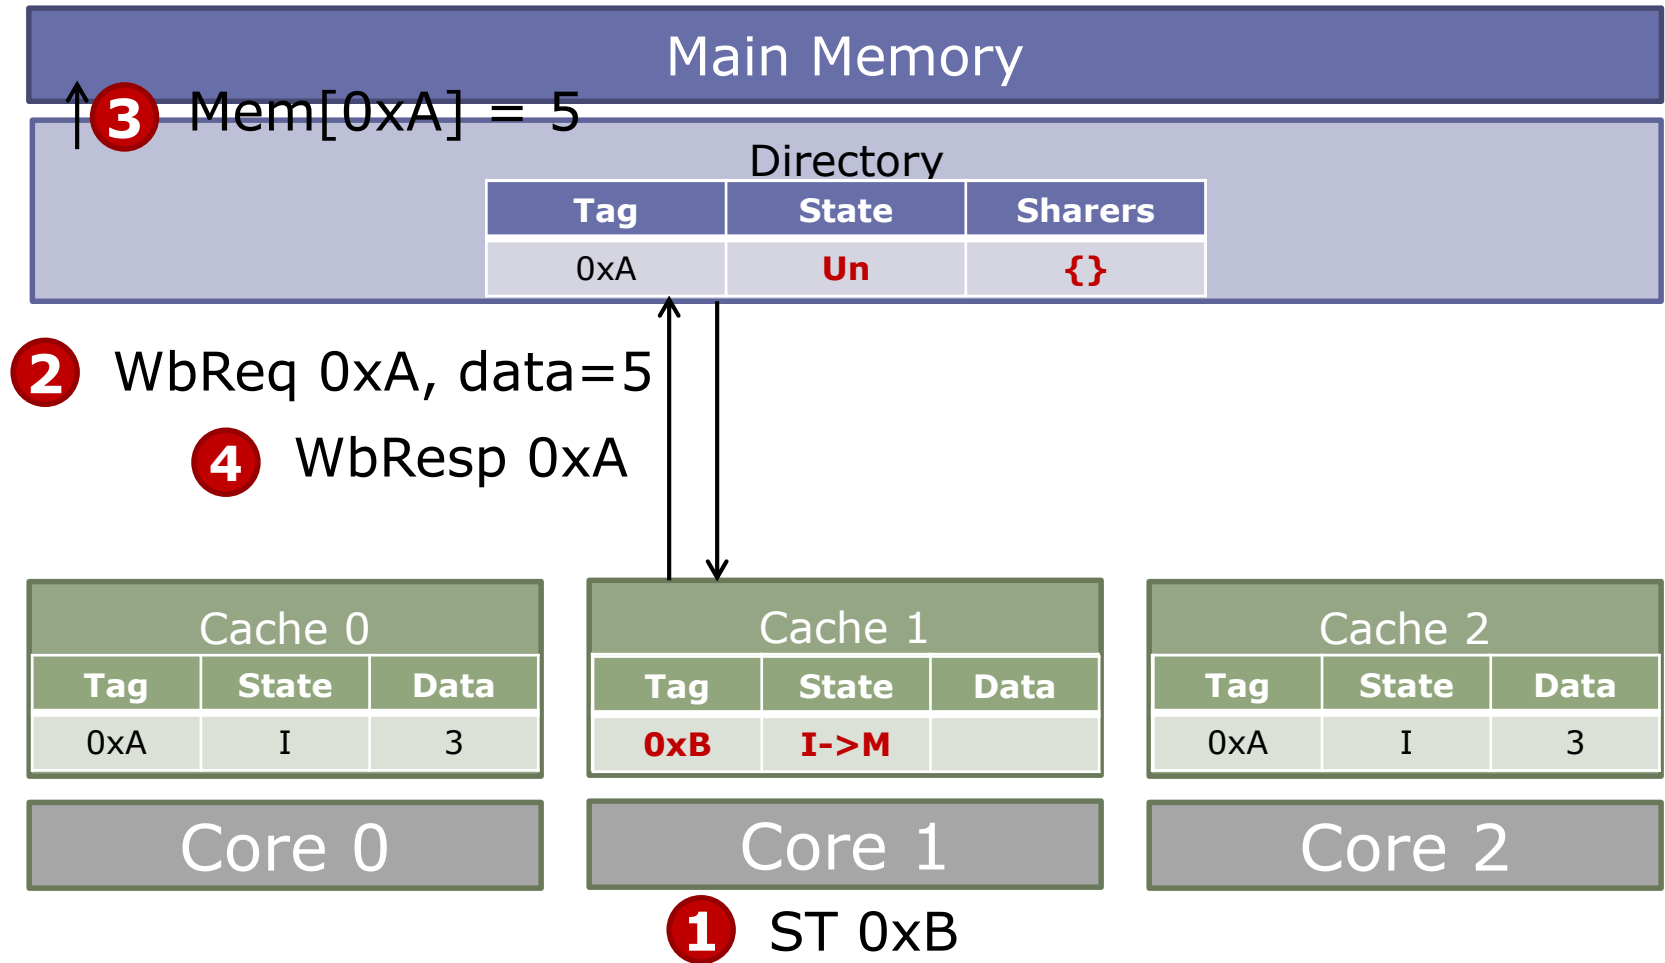 Main Memory
3 Mem[0xA] = 5
Directory
Tag State Sharers
0xA Un {}
2 WbReq 0xA, data=5
4 WbResp 0xA
Cache 0
Tag State Data
0xA I 3
Core 0
Cache 1
Tag State Data
0xB I->M
Core 1
Cache 2
Tag State Data
0xA I 3
Core 2
1 ST 0xB